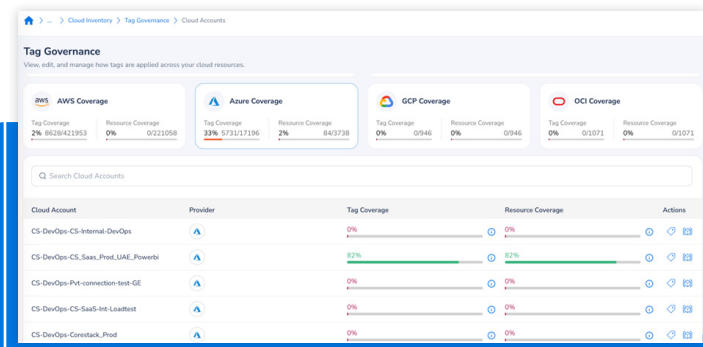 > ... > Cloud Inventory > Tag Governance > Cloud Accounts
Tag Governance
View, edit, and manage how tags are applied across your cloud resources.
aws AWS Coverage
Tag Coverage Resource Coverage
2% 8628/421953 0% 0/221058
Azure Coverage
Tag Coverage Resource Coverage
33% 5731/17196 2% 84/3738
GCP Coverage
Tag Coverage Resource Coverage
0% 0/946 0% 0/946
OCI Coverage
Tag Coverage Resource Coverage
0% 0/1071 0% 0/1071
Search Cloud Accounts
Cloud Account Provider Tag Coverage Resource Coverage Actions
CS-DevOps-CS-Internal-DevOps 0% 0%
CS-DevOps-CS_Saas_Prod_UAE_Powerbi 82% 82%
CS-DevOps-Pvt-connection-test-GE 0% 0%
CS-DevOps-CS-SaaS-Int-Loadtest 0% 0%
CS-DevOps-Corestack_Prod 0% 0%